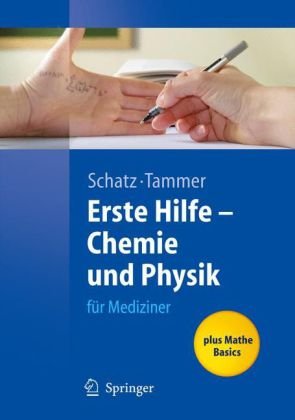 Schatz · Tammer
Erste Hilfe –
Chemie
und Physik
für Mediziner
plus Mathe
Basics
Springer